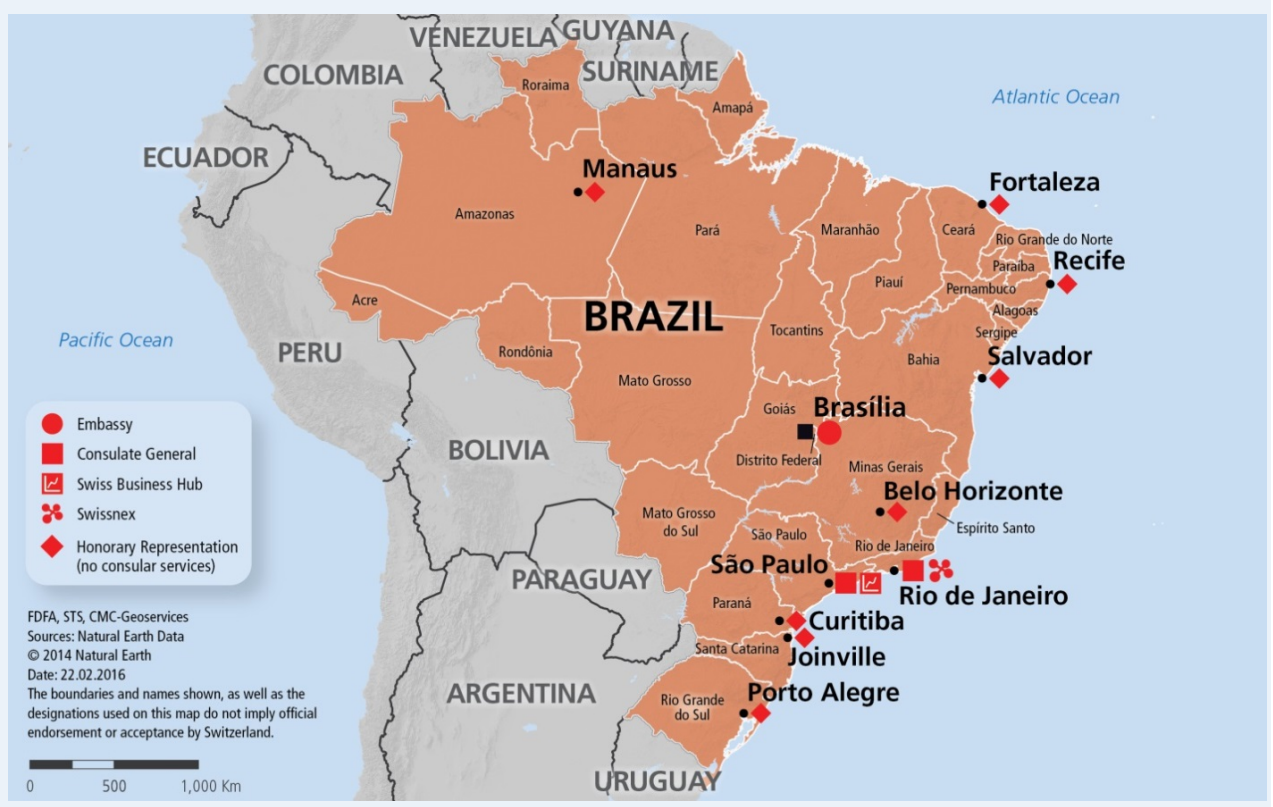 VENEZUELA
GUYANA
COLOMBIA
SURINAME
Roraima
Amapá
Atlantic Ocean
ECUADOR
Manaus
Fortaleza
Amazonas
Pará
Maranhão
Ceará
Rio Grande do Norte
Recife
Paraíba
Piauí
Pernambuco
Acre
BRAZIL
Alagoas
Tocantins
Sergipe
Pacific Ocean
PERU
Rondônia
Mato Grosso
Bahia
Salvador
Goiás
Brasília
BOLIVIA
Distrito Federal
Minas Gerais
Belo Horizonte
Mato Grosso
do Sul
São Paulo
Espírito Santo
Rio de Janeiro
São Paulo
PARAGUAY
Paraná
Rio de Janeiro
Curitiba
Santa Catarina
Joinville
ARGENTINA
Rio Grande
do Sul
Porto Alegre
URUGUAY
Embassy
Consulate General
Swiss Business Hub
Swissnex
Honorary Representation
(no consular services)
FDFA, STS, CMC-Geoservices
Sources: Natural Earth Data
© 2014 Natural Earth
Date: 22.02.2016
The boundaries and names shown, as well as the
designations used on this map do not imply official
endorsement or acceptance by Switzerland.
0 500 1,000 Km